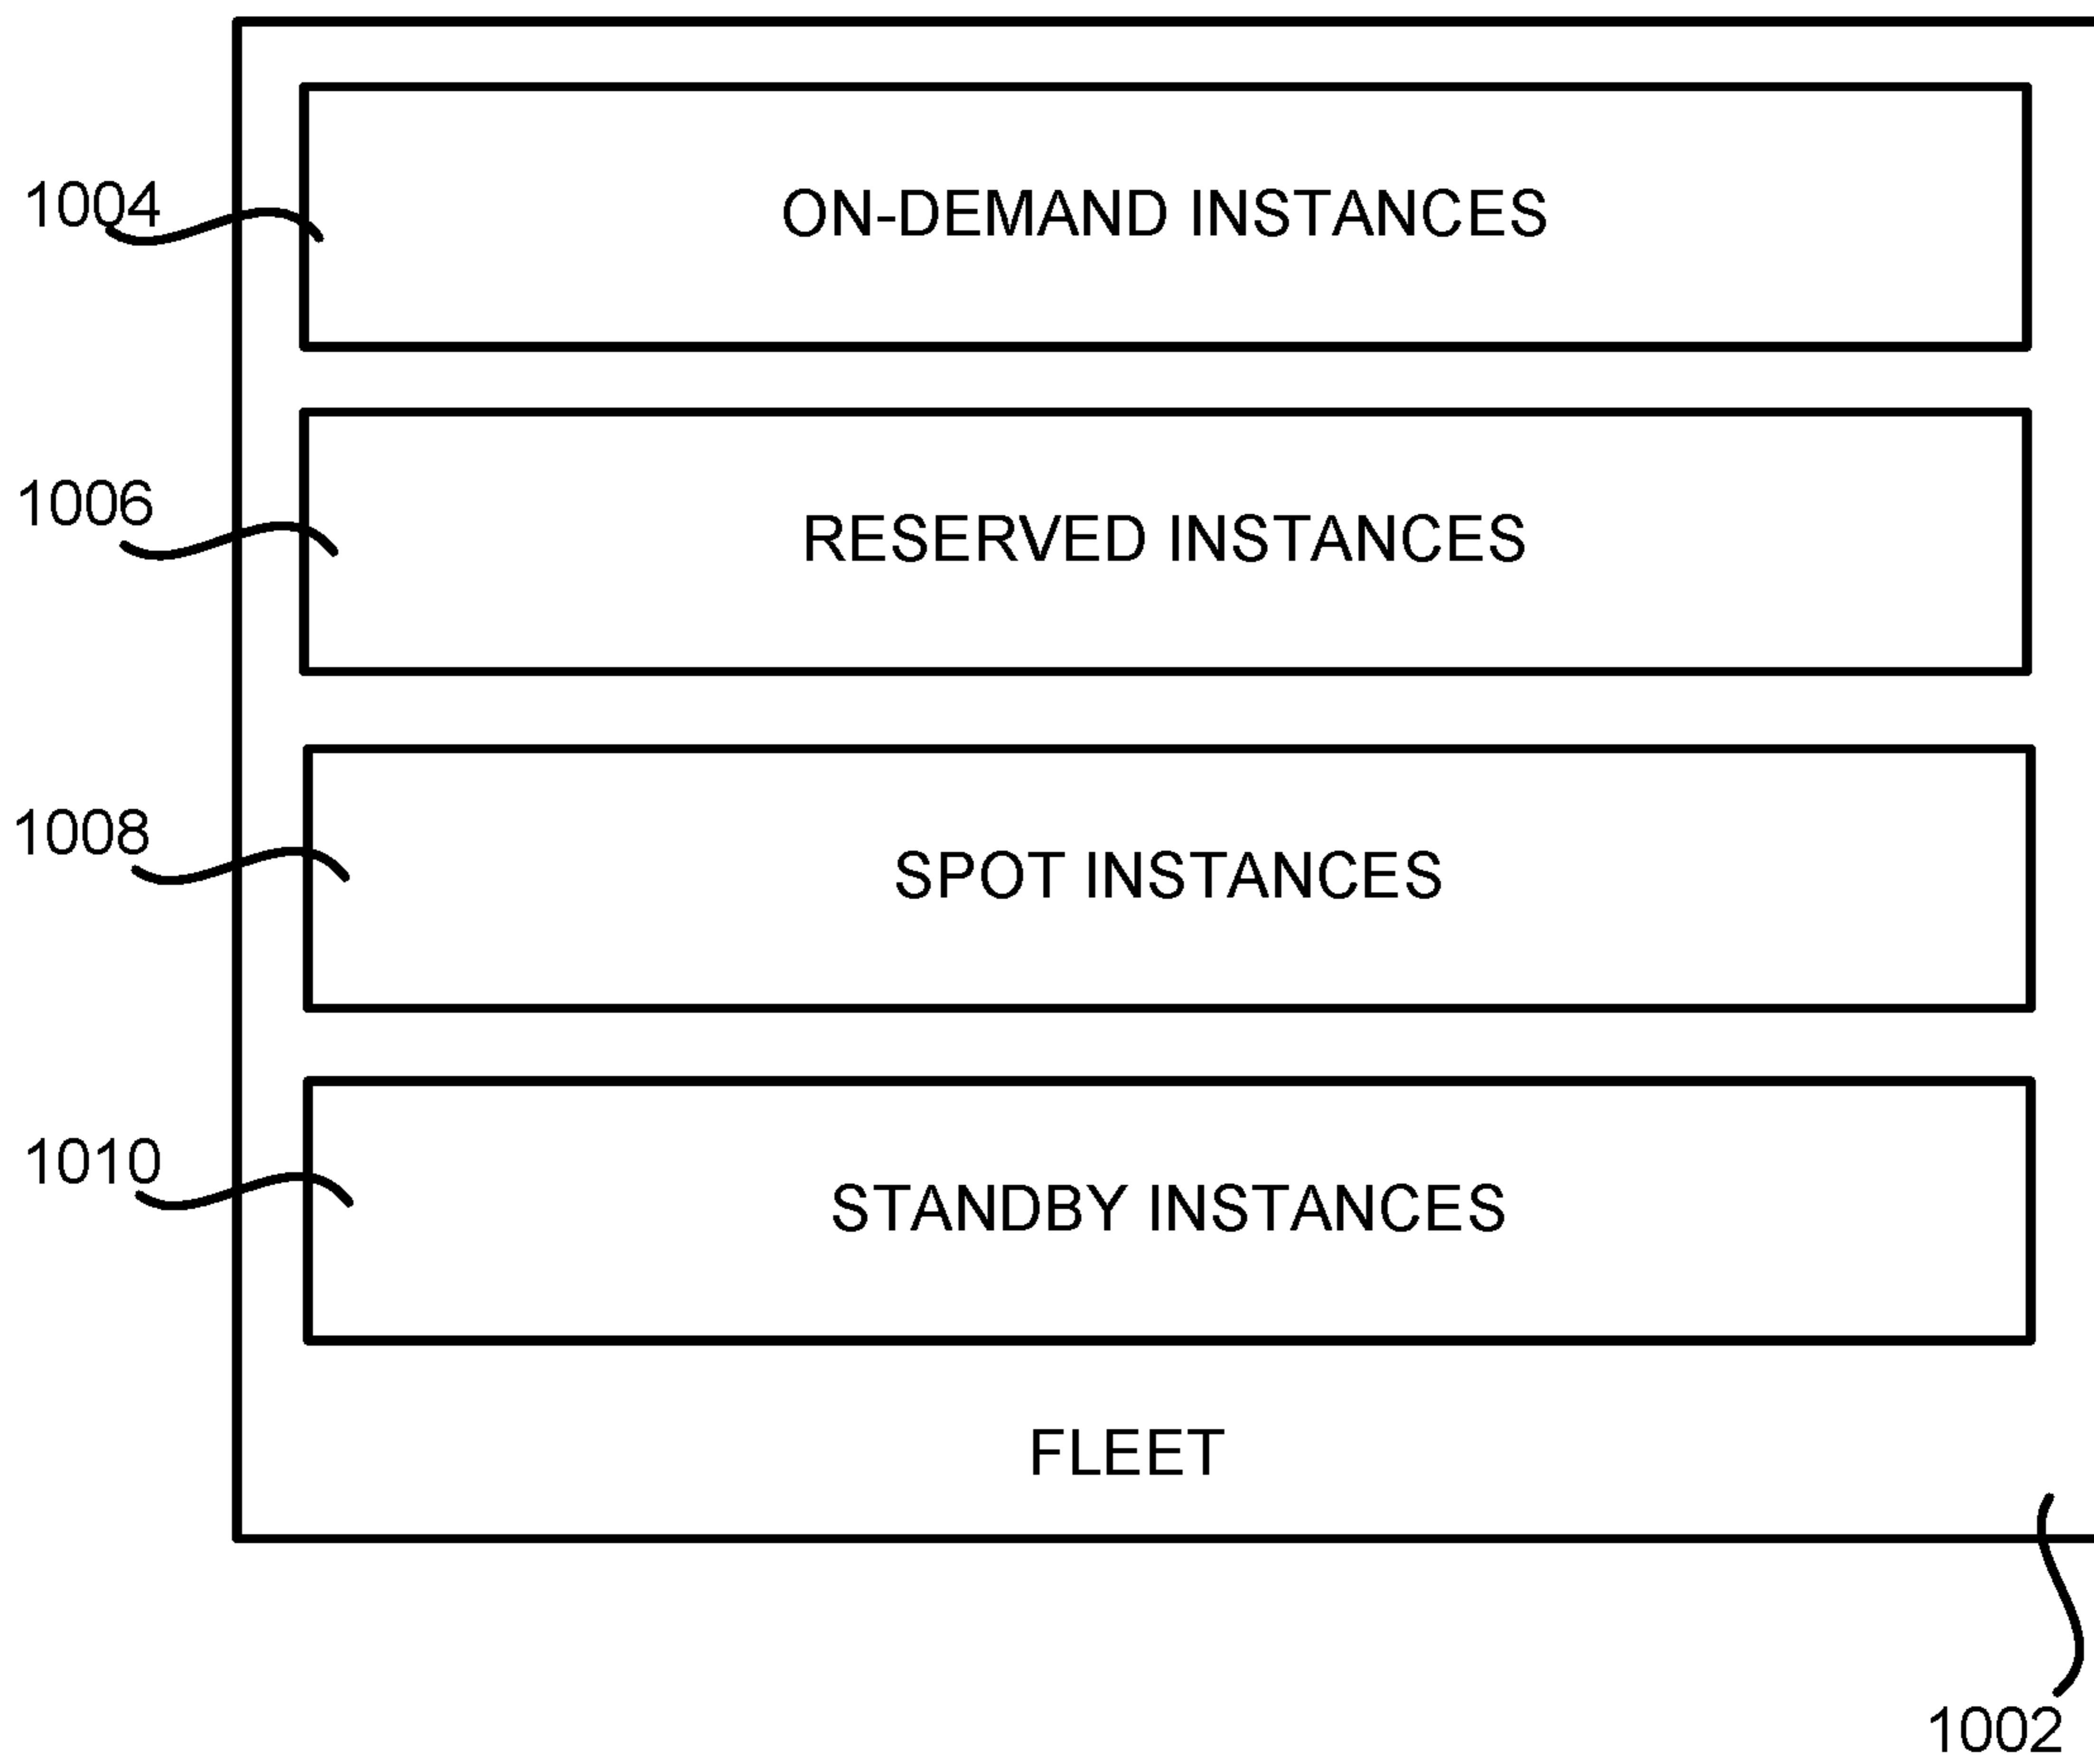 1004
ON-DEMAND INSTANCES
1006
RESERVED INSTANCES
1008
SPOT INSTANCES
1010
STANDBY INSTANCES
FLEET
1002